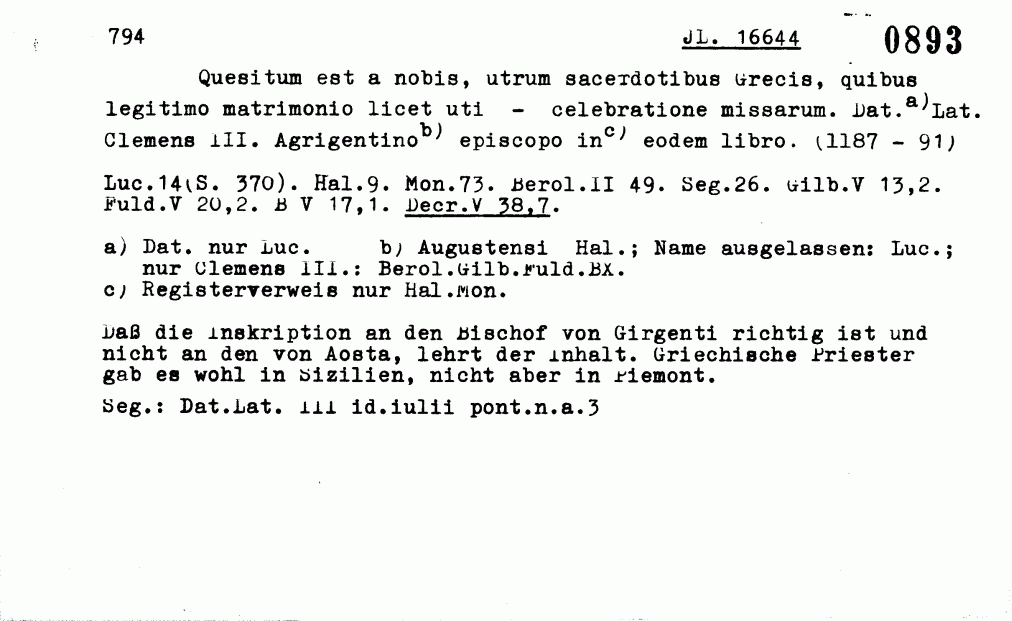 794 JL. 16644 0893
Quesitum est a nobis, utrum sacerdotibus Grecis, quibus
legitimo matrimonio licet uti - celebratione missarum. Dat.a)Lat.
Clemens III. Agrigentinob) episcopo inc) eodem libro. (1187 - 91)
Luc.14(S. 370). Hal.9. Mon.73. Berol.II 49. Seg.26. Gilb.V 13,2.
Fuld.V 20,2. B V 17,1. Decr.V 38,7.
a) Dat. nur Luc. b) Augustensi Hal.; Name ausgelassen: Luc.;
nur Clemens III.: Berol.Gilb.Fuld.BX.
c) Registerverweis nur Hal.Mon.
Daß die Inskription an den Bischof von Girgenti richtig ist und
nicht an den von Aosta, lehrt der Inhalt. Griechische Priester
gab es wohl in Sizilien, nicht aber in Piemont.
Seg.: Dat.Lat. III id.iulii pont.n.a.3